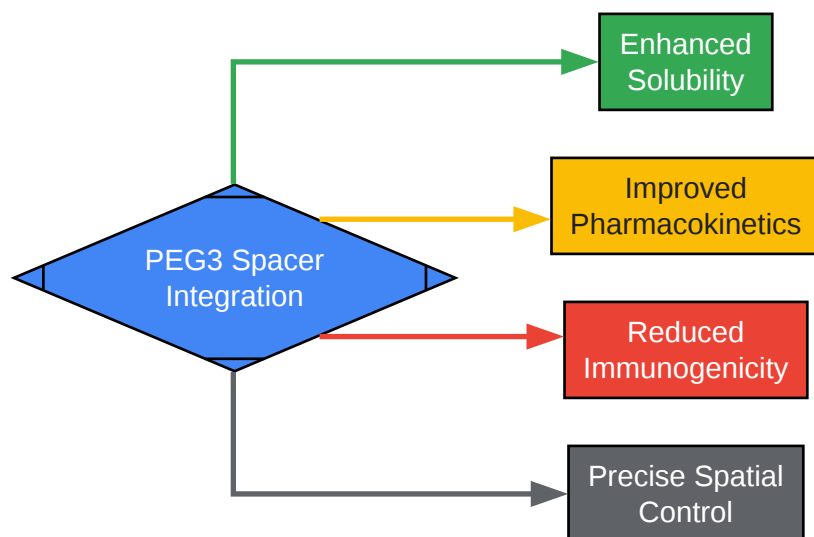 Enhanced
Solubility
Improved
Pharmacokinetics
PEG3 Spacer
Integration
Reduced
Immunogenicity
Precise Spatial
Control